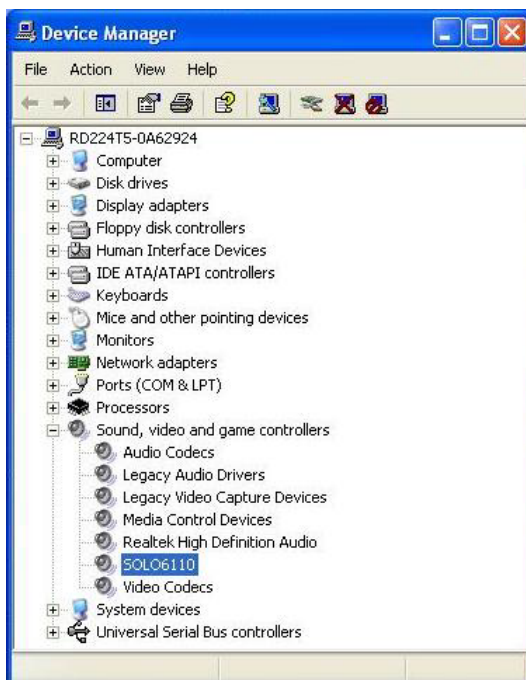 Device Manager
File Action View Help
RD224T5-0A62924
Computer
Disk drives
Display adapters
Floppy disk controllers
Human Interface Devices
IDE ATA/ATAPI controllers
Keyboards
Mice and other pointing devices
Monitors
Network adapters
Ports (COM & LPT)
Processors
Sound, video and game controllers
Audio Codecs
Legacy Audio Drivers
Legacy Video Capture Devices
Media Control Devices
Realtek High Definition Audio
SOLO6110
Video Codecs
System devices
Universal Serial Bus controllers